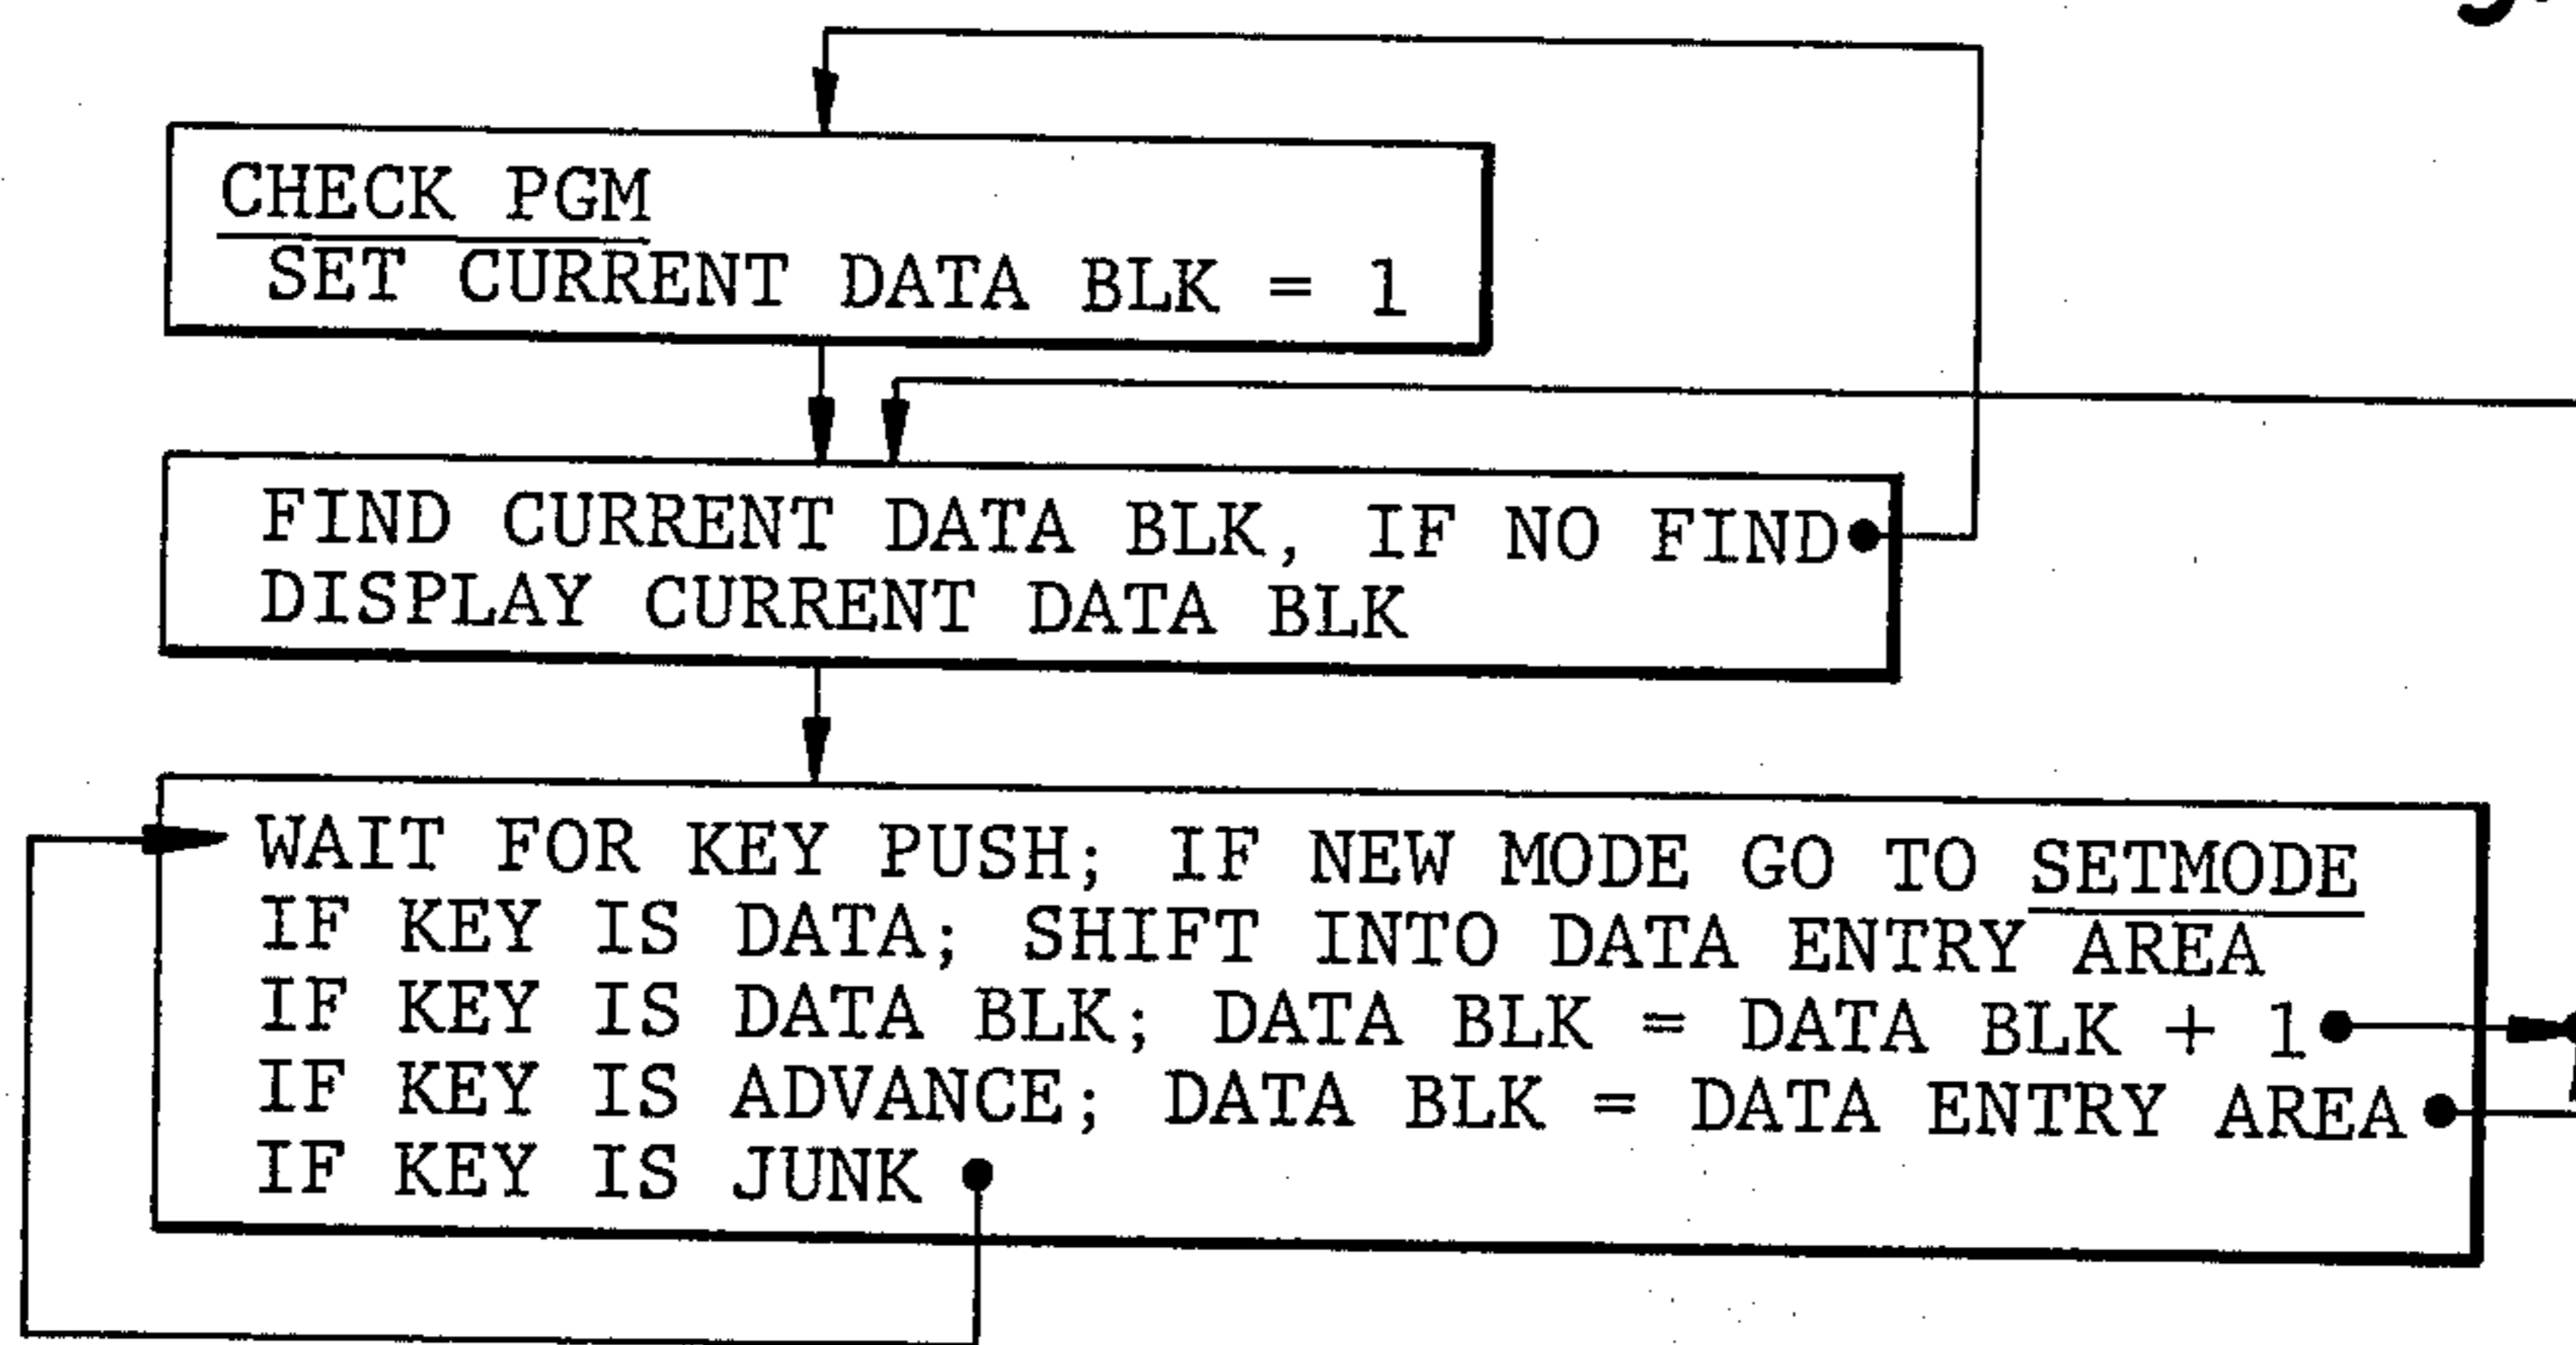 CHECK PGM
SET CURRENT DATA BLK = 1
FIND CURRENT DATA BLK, IF NO FIND
DISPLAY CURRENT DATA BLK
WAIT FOR KEY PUSH; IF NEW MODE GO TO SETMODE
IF KEY IS DATA; SHIFT INTO DATA ENTRY AREA
IF KEY IS DATA BLK; DATA BLK = DATA BLK + 1
IF KEY IS ADVANCE; DATA BLK = DATA ENTRY AREA
IF KEY IS JUNK